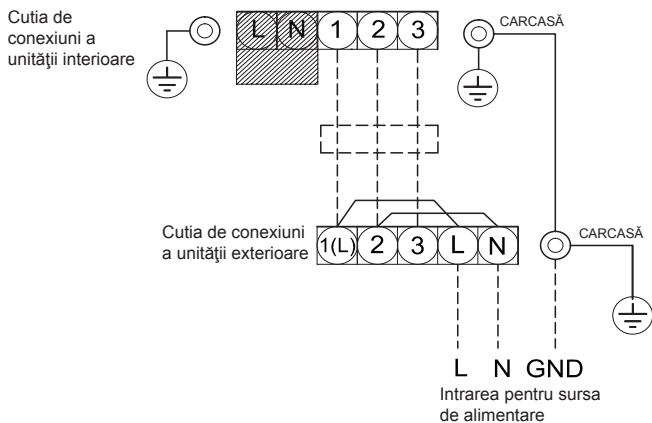 Cutia de
conexiuni a
unităţii interioare
L N 1 2 3
CARCASĂ
Cutia de conexiuni
a unităţii exterioare
1(L) 2 3 L N
CARCASĂ
L N GND
Intrarea pentru sursa
de alimentare